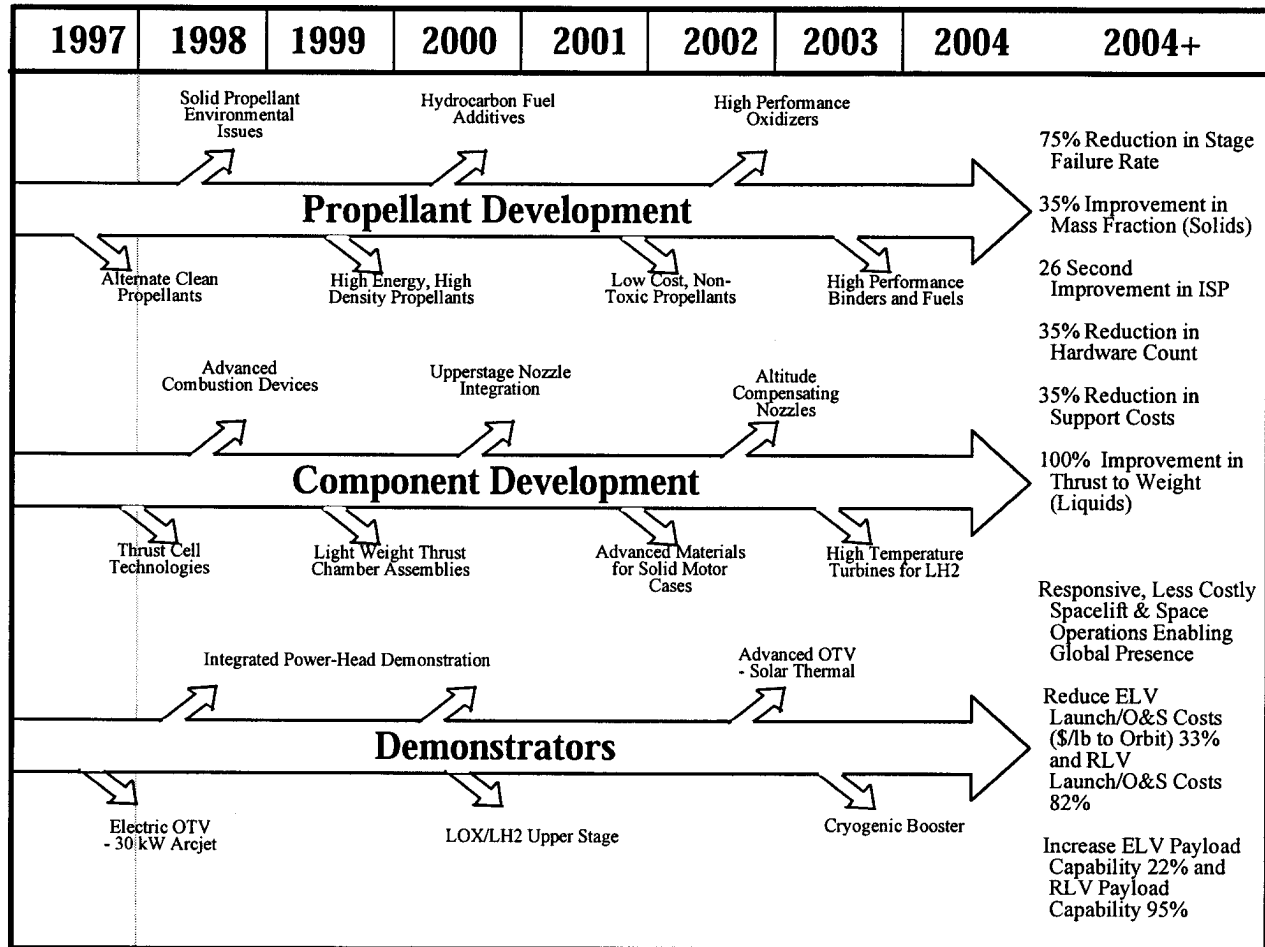 1997 1998 1999 2000 2001 2002 2003 2004 2004+
Solid Propellant
Environmental
Issues
Hydrocarbon Fuel
Additives
High Performance
Oxidizers
Propellant Development
Alternate Clean
Propellants
High Energy, High
Density Propellants
Low Cost, Non-
Toxic Propellants
High Performance
Binders and Fuels
Advanced
Combustion Devices
Upperstage Nozzle
Integration
Altitude
Compensating
Nozzles
Component Development
Thrust Cell
Technologies
Light Weight Thrust
Chamber Assemblies
Advanced Materials
for Solid Motor
Cases
High Temperature
Turbines for LH2
Integrated Power-Head Demonstration
Advanced OTV
- Solar Thermal
Demonstrators
Electric OTV
- 30 kW Arcjet
LOX/LH2 Upper Stage
Cryogenic Booster
75% Reduction in Stage
Failure Rate
35% Improvement in
Mass Fraction (Solids)
26 Second
Improvement in ISP
35% Reduction in
Hardware Count
35% Reduction in
Support Costs
100% Improvement in
Thrust to Weight
(Liquids)
Responsive, Less Costly
Spacelift & Space
Operations Enabling
Global Presence
Reduce ELV
Launch/O&S Costs
($/lb to Orbit) 33%
and RLV
Launch/O&S Costs
82%
Increase ELV Payload
Capability 22% and
RLV Payload
Capability 95%